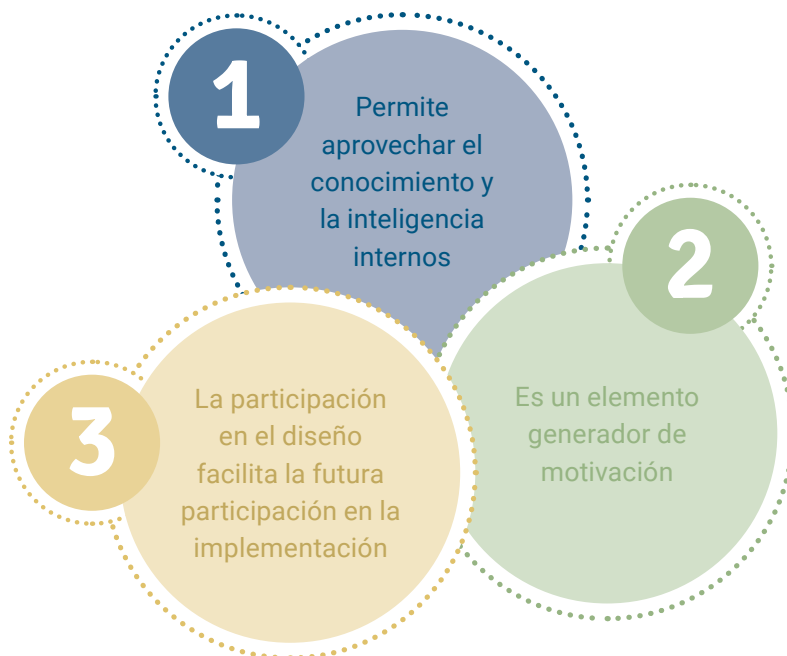 1
Permite
aprovechar el
conocimiento y
la inteligencia
internos
2
Es un elemento
generador de
motivación
3
La participación
en el diseño
facilita la futura
participación en la
implementación